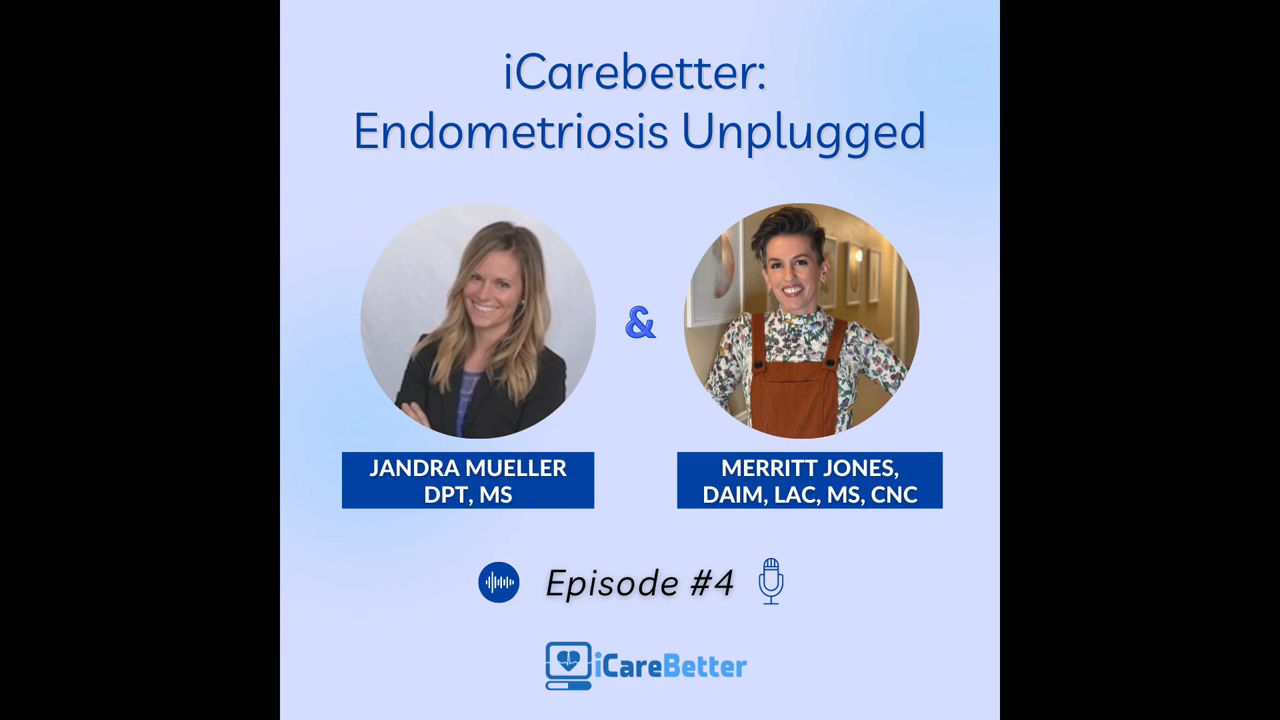 iCarebetter:
Endometriosis Unplugged
&
JANDRA MUELLER
DPT, MS
MERRITT JONES,
DAIM, LAC, MS, CNC
Episode #4
iCareBetter